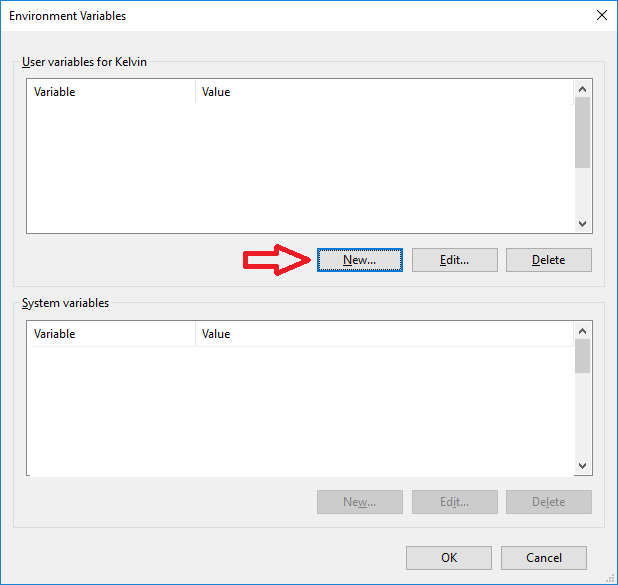 Environment Variables
User variables for Kelvin
Variable Value
New... Edit... Delete
System variables
Variable Value
New... Edit... Delete
OK Cancel